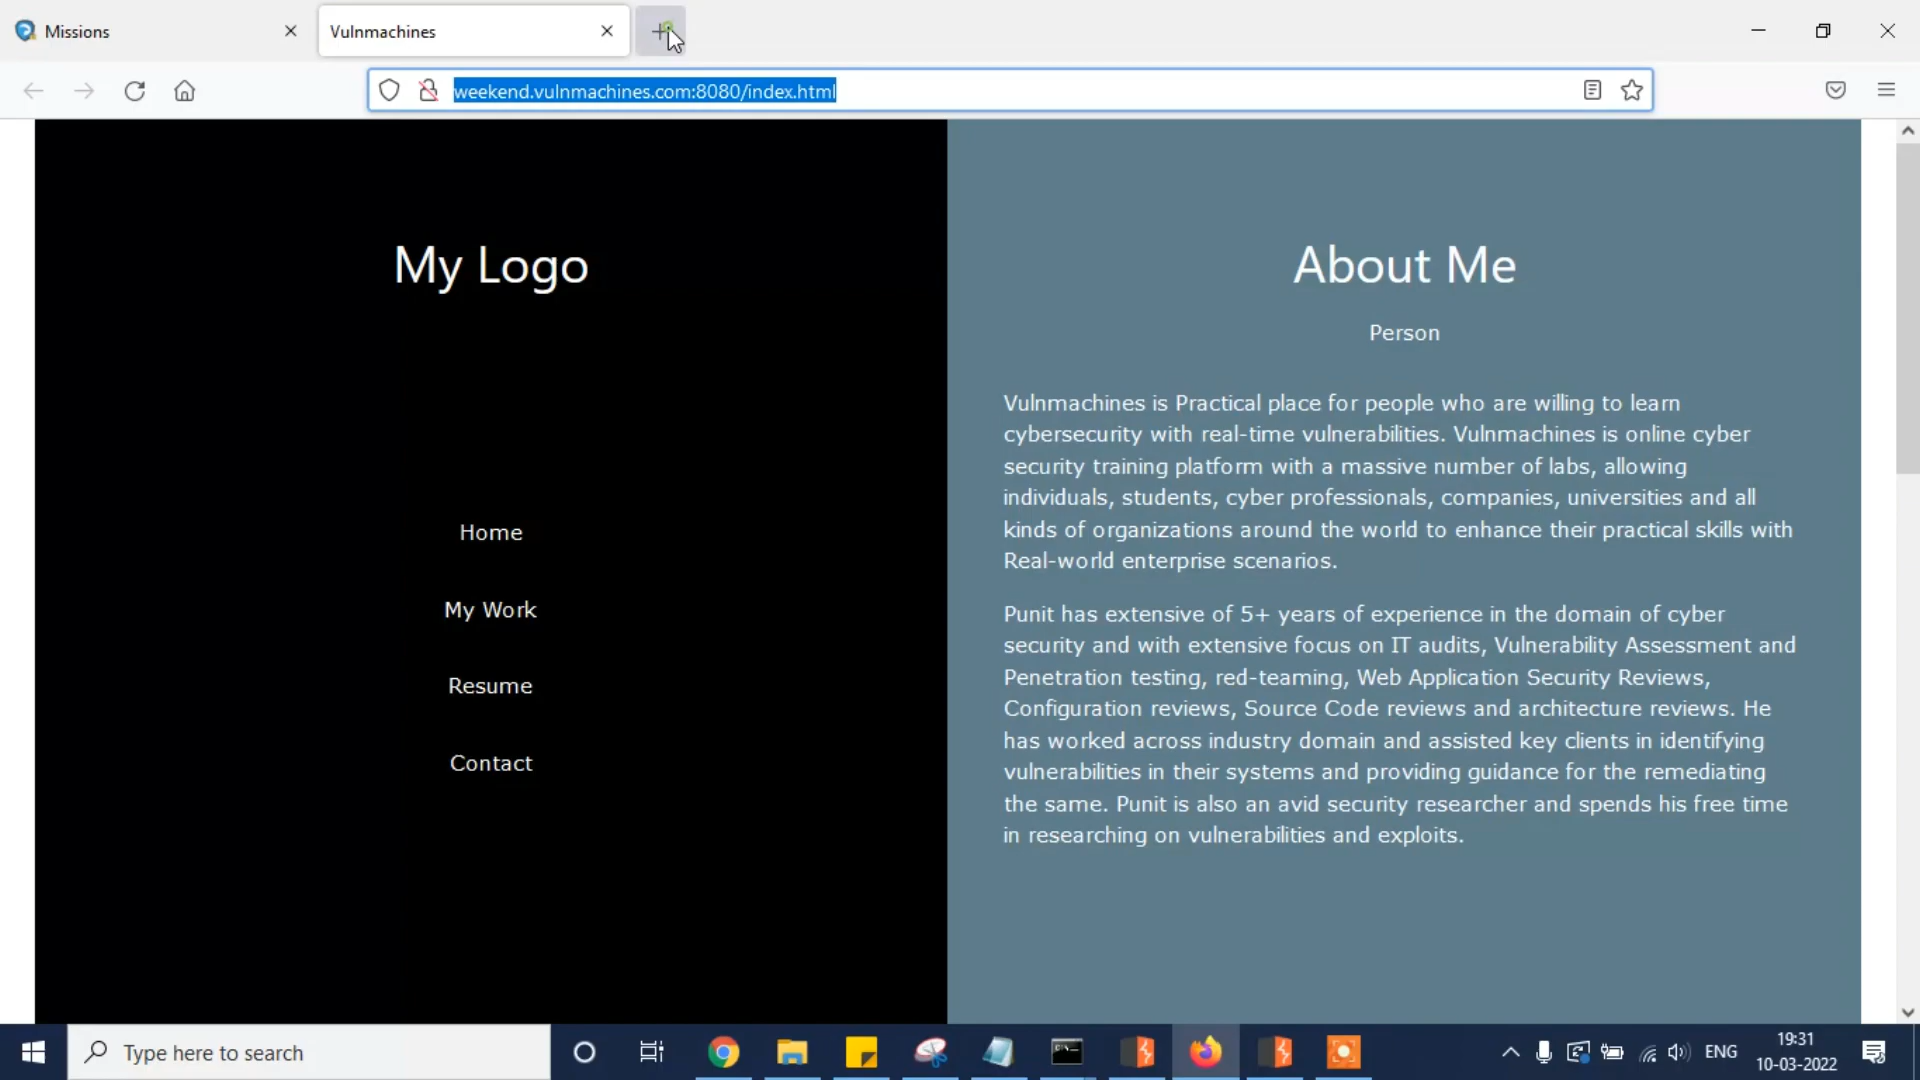 Missions
Vulnmachines
weekend.vulnmachines.com:8080/index.html
My Logo
Home
My Work
Resume
Contact
About Me
Person
Vulnmachines is Practical place for people who are willing to learn
cybersecurity with real-time vulnerabilities. Vulnmachines is online cyber
security training platform with a massive number of labs, allowing
individuals, students, cyber professionals, companies, universities and all
kinds of organizations around the world to enhance their practical skills with
Real-world enterprise scenarios.
Punit has extensive of 5+ years of experience in the domain of cyber
security and with extensive focus on IT audits, Vulnerability Assessment and
Penetration testing, red-teaming, Web Application Security Reviews,
Configuration reviews, Source Code reviews and architecture reviews. He
has worked across industry domain and assisted key clients in identifying
vulnerabilities in their systems and providing guidance for the remediating
the same. Punit is also an avid security researcher and spends his free time
in researching on vulnerabilities and exploits.
Type here to search
ENG
19:31
10-03-2022